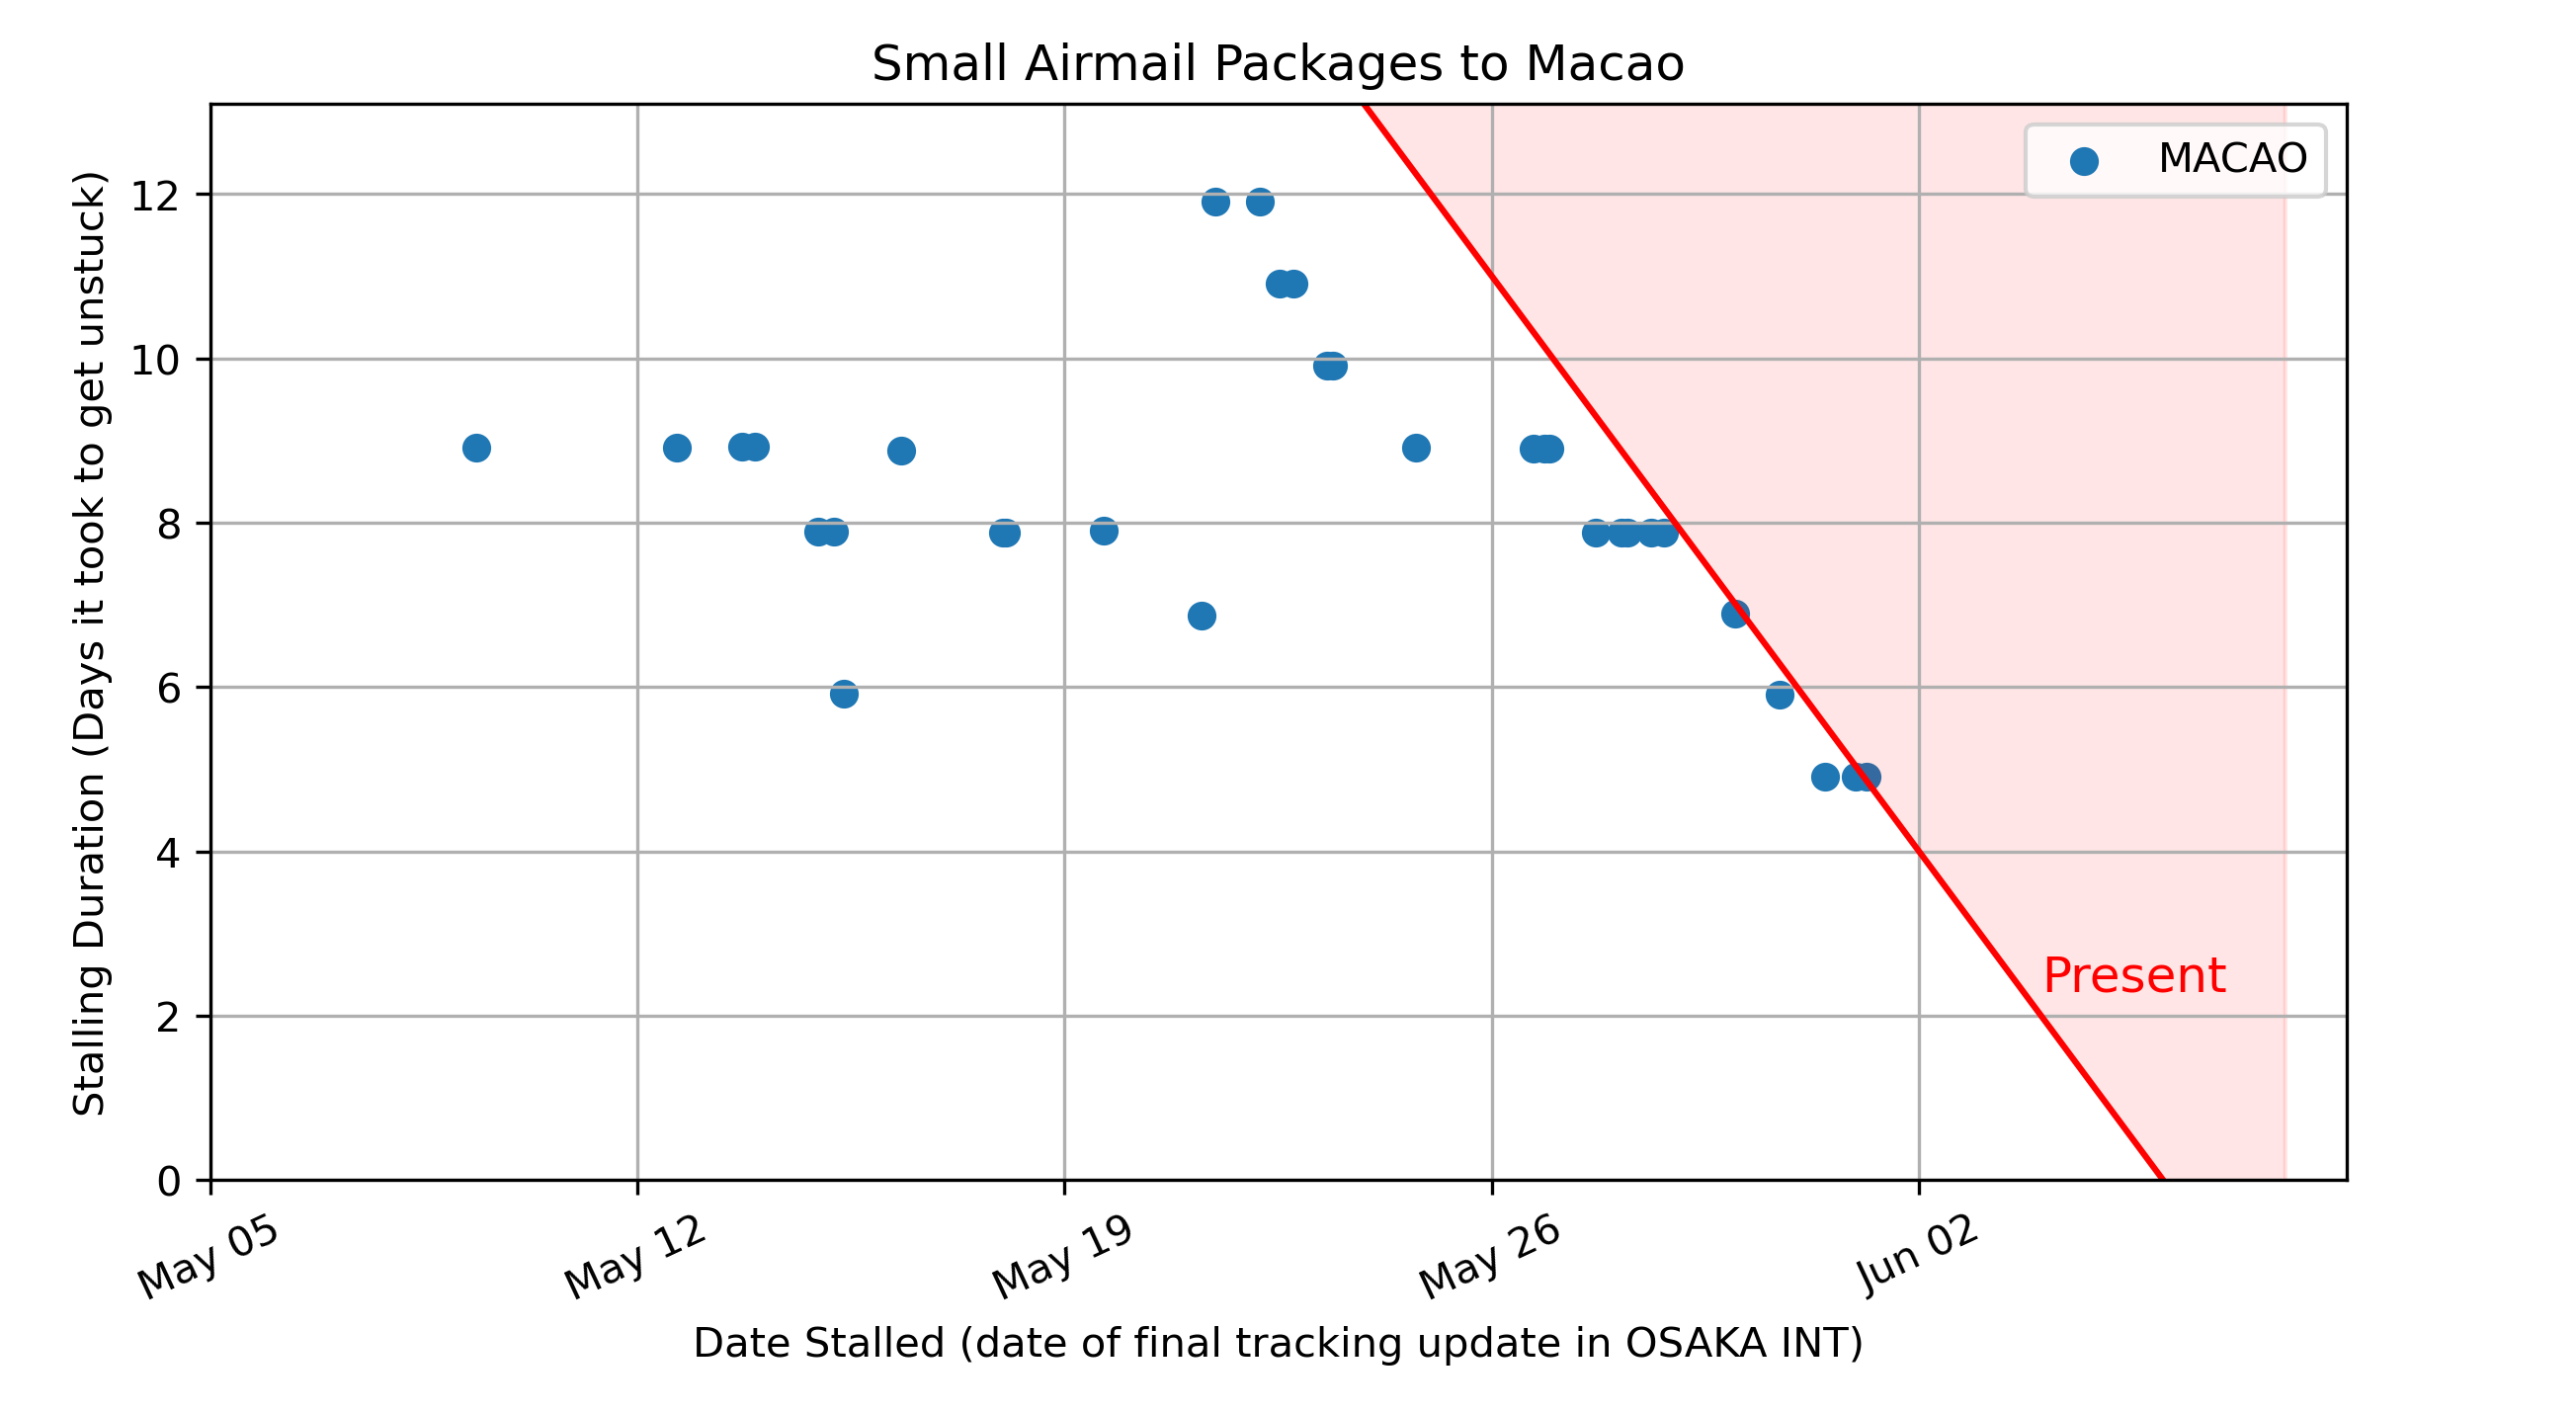 Small Airmail Packages to Macao
MACAO
Stalling Duration (Days it took to get unstuck)
12
10
8
6
4
2
0
Present
May 05
May 12
May 19
May 26
Jun 02
Date Stalled (date of final tracking update in OSAKA INT)